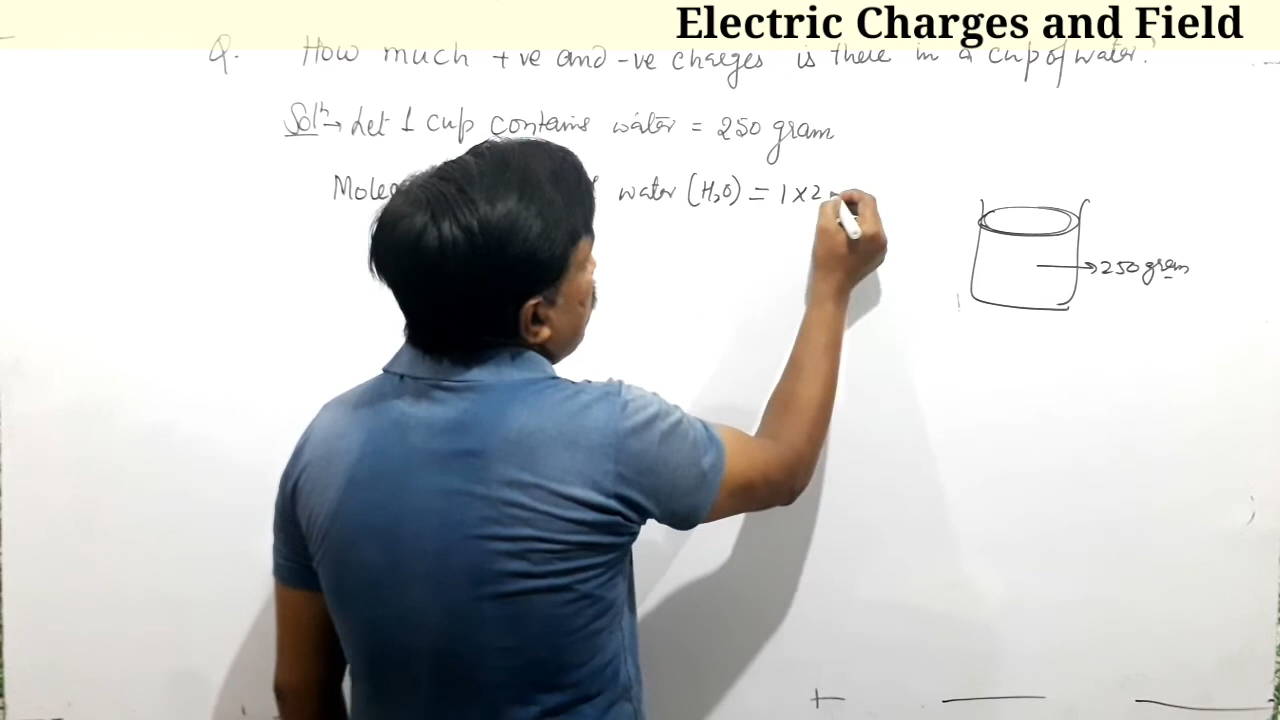 Electric Charges and Field
Q. How much +ve and -ve charges is there in a cup of water?
Solⁿ→ Let 1 cup contains water = 250 gram
Molec water (H₂O) = 1×2
→250 gram